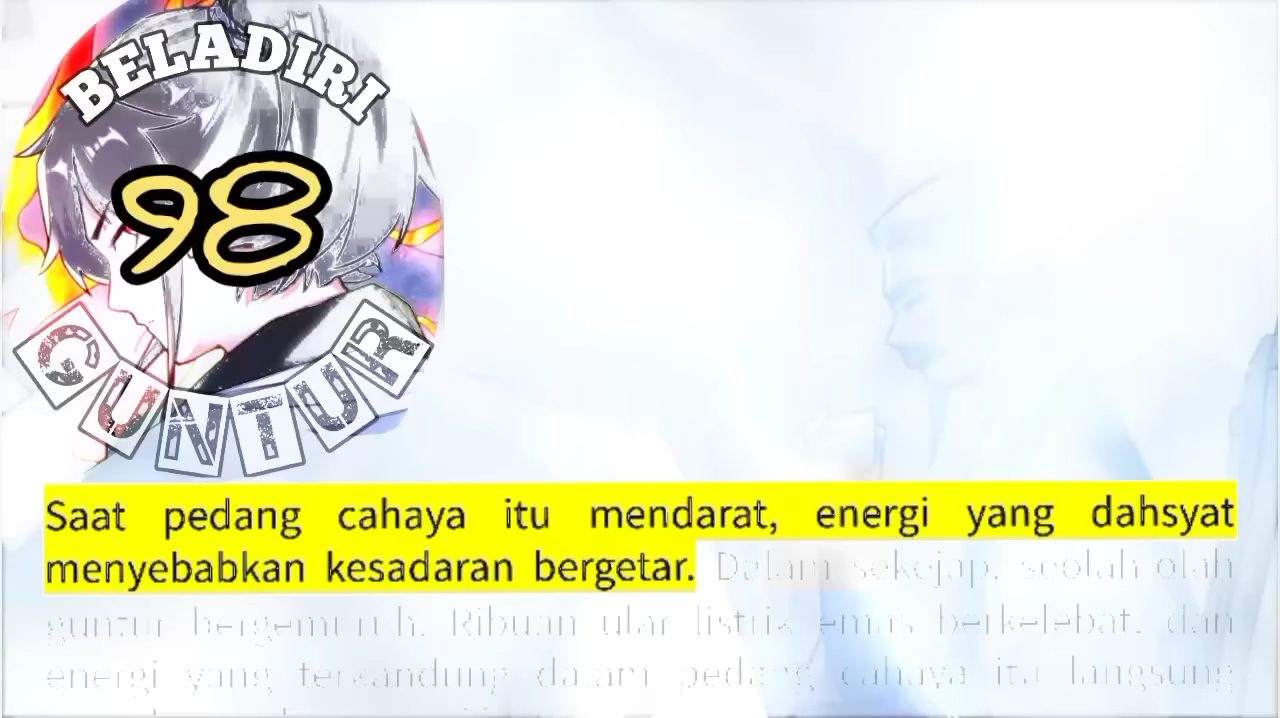 BELADIRI
98
GUNTUR
Saat pedang cahaya itu mendarat, energi yang dahsyat
menyebabkan kesadaran bergetar. Dalam sekejap, seolah-olah
guntur bergemuruh. Ribuan ular listrik emas berkelebat, dan
energi yang terkandung dalam pedang cahaya itu langsung